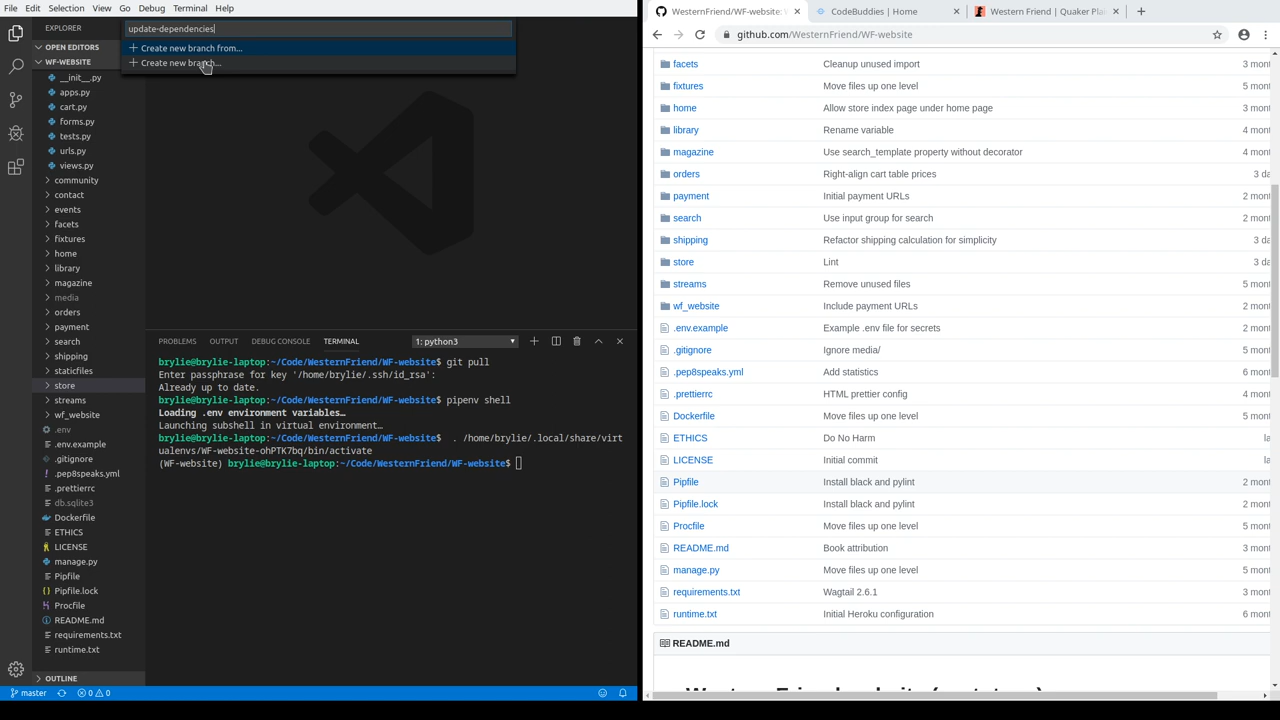 File Edit Selection View Go Debug Terminal Help
EXPLORER
OPEN EDITORS
WF-WEBSITE
__init__.py
apps.py
cart.py
forms.py
tests.py
urls.py
views.py
community
contact
events
facets
fixtures
home
library
magazine
media
orders
payment
search
shipping
staticfiles
store
streams
wf_website
.env
.env.example
.gitignore
.pep8speaks.yml
.prettierrc
db.sqlite3
Dockerfile
ETHICS
LICENSE
manage.py
Pipfile
Pipfile.lock
Procfile
README.md
requirements.txt
runtime.txt
OUTLINE
master 0 0
update-dependencies
Create new branch from...
Create new branch...
PROBLEMS OUTPUT DEBUG CONSOLE TERMINAL 1: python3
brylie@brylie-laptop:~/Code/WesternFriend/WF-website$ git pull
Enter passphrase for key '/home/brylie/.ssh/id_rsa':
Already up to date.
brylie@brylie-laptop:~/Code/WesternFriend/WF-website$ pipenv shell
Loading .env environment variables…
Launching subshell in virtual environment…
brylie@brylie-laptop:~/Code/WesternFriend/WF-website$ . /home/brylie/.local/share/virt
ualenvs/WF-website-ohPTK7bq/bin/activate
(WF-website) brylie@brylie-laptop:~/Code/WesternFriend/WF-website$
WesternFriend/WF-website: CodeBuddies | Home Western Friend | Quaker Pla
github.com/WesternFriend/WF-website
facets Cleanup unused import 3 mont
fixtures Move files up one level 5 mont
home Allow store index page under home page 3 mont
library Rename variable 4 mont
magazine Use search_template property without decorator 4 mont
orders Right-align cart table prices 3 da
payment Initial payment URLs 2 mont
search Use input group for search 2 mont
shipping Refactor shipping calculation for simplicity 3 da
store Lint 3 da
streams Remove unused files 5 mont
wf_website Include payment URLs 2 mont
.env.example Example .env file for secrets 2 mont
.gitignore Ignore media/ 5 mont
.pep8speaks.yml Add statistics 6 mont
.prettierrc HTML prettier config 4 mont
Dockerfile Move files up one level 5 mont
ETHICS Do No Harm la
LICENSE Initial commit la
Pipfile Install black and pylint 2 mont
Pipfile.lock Install black and pylint 2 mont
Procfile Move files up one level 5 mont
README.md Book attribution 3 mont
manage.py Move files up one level 5 mont
requirements.txt Wagtail 2.6.1 3 mont
runtime.txt Initial Heroku configuration 6 mont
README.md